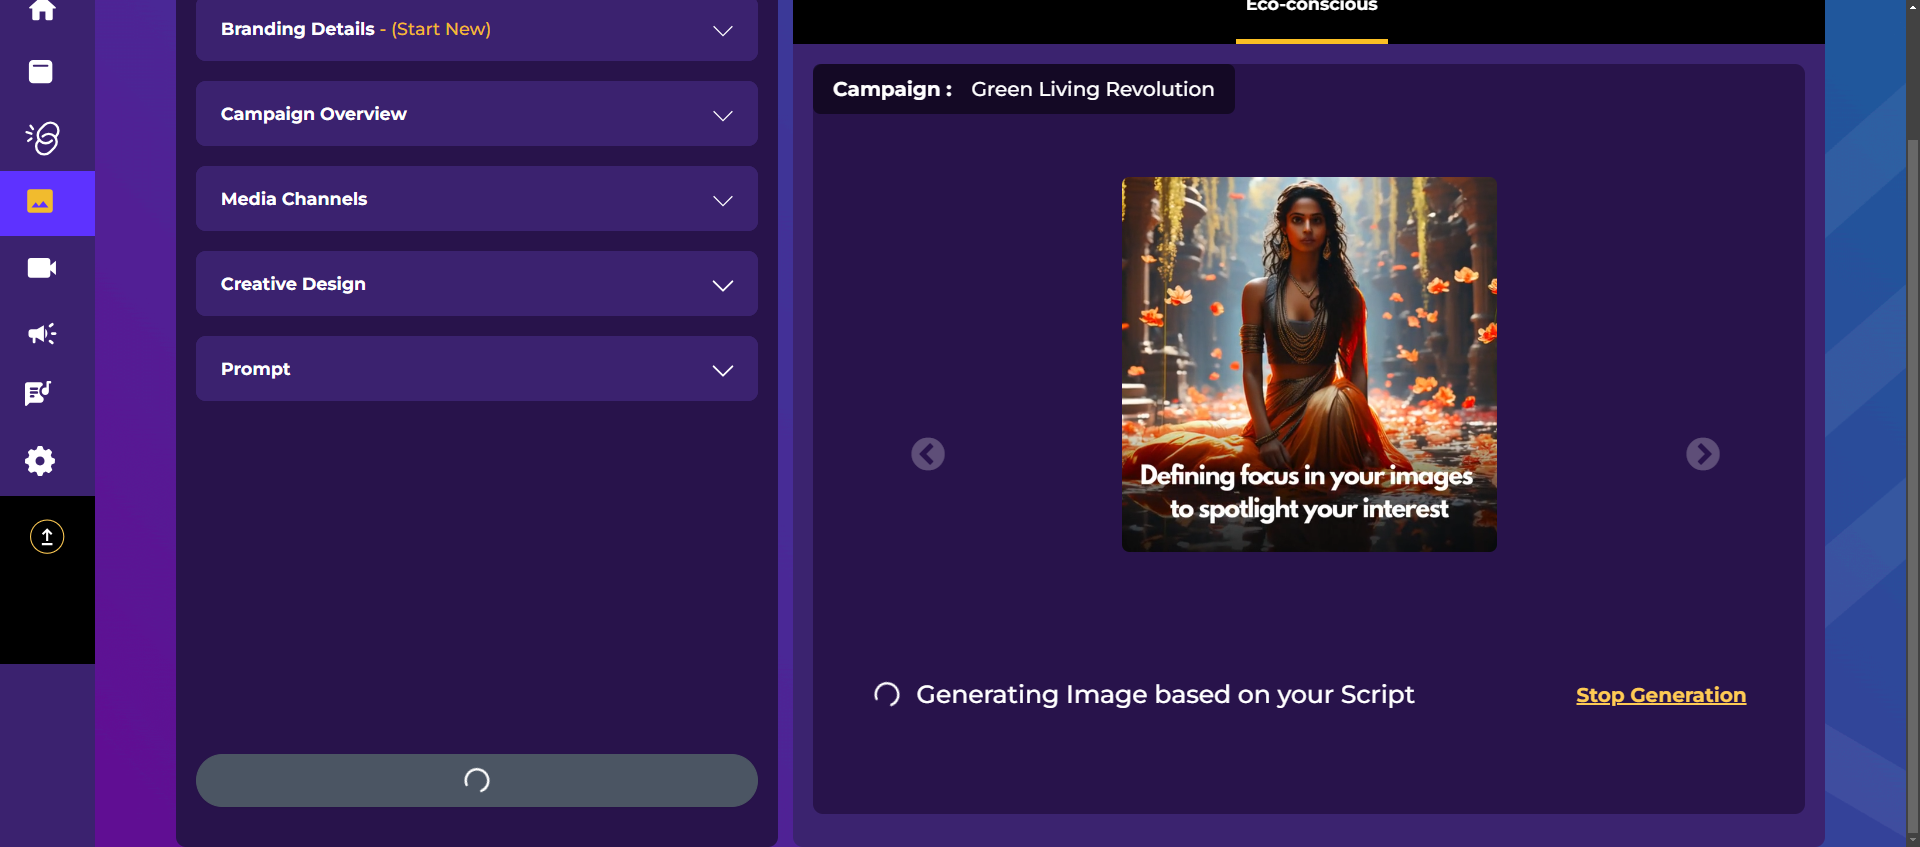 Branding Details - (Start New)
Campaign Overview
Media Channels
Creative Design
Prompt
Eco-conscious
Campaign : Green Living Revolution
Defining focus in your images
to spotlight your interest
Generating Image based on your Script
Stop Generation